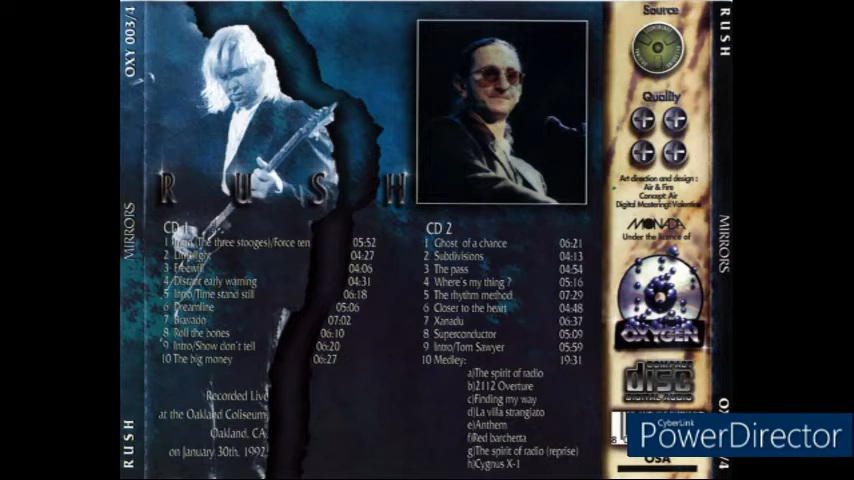 OXY 003/4
MIRRORS
RUSH
RUSH
CD 1
1 Intro (The three stooges)/Force ten 05:52
2 Limelight 04:27
3 Freewill 04:06
4 Distant early warning 04:31
5 Intro/Time stand still 06:18
6 Dreamline 05:06
7 Bravado 07:02
8 Roll the bones 06:10
9 Intro/Show don't tell 06:20
10 The big money 06:27
Recorded Live
at the Oakland Coliseum,
Oakland, CA,
on January 30th, 1992
CD 2
1 Ghost of a chance 06:21
2 Subdivisions 04:13
3 The pass 04:54
4 Where's my thing ? 05:16
5 The rhythm method 07:29
6 Closer to the heart 04:48
7 Xanadu 06:37
8 Superconductor 05:09
9 Intro/Tom Sawyer 05:59
10 Medley: 19:31
a)The spirit of radio
b)2112 Overture
c)Finding my way
d)La villa strangiato
e)Anthem
f)Red barchetta
g)The spirit of radio (reprise)
h)Cygnus X-1
Source
Quality
Art direction and design :
Air & Fire
Concept: Air
Digital Mastering: Valentine
MONADA
Under the licence of
OXYGEN
COMPACT
disc
DIGITAL AUDIO
RUSH
MIRRORS
CyberLink
PowerDirector